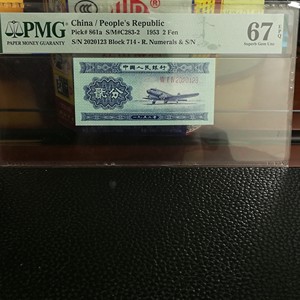 PMG
PAPER MONEY GUARANTY
China / People's Republic
Pick# 861a S/M#C283-2 1953 2 Fen
S/N 2020123 Block 714 - R. Numerals & S/N
67 EPQ
Superb Gem Unc
中国人民银行
贰分